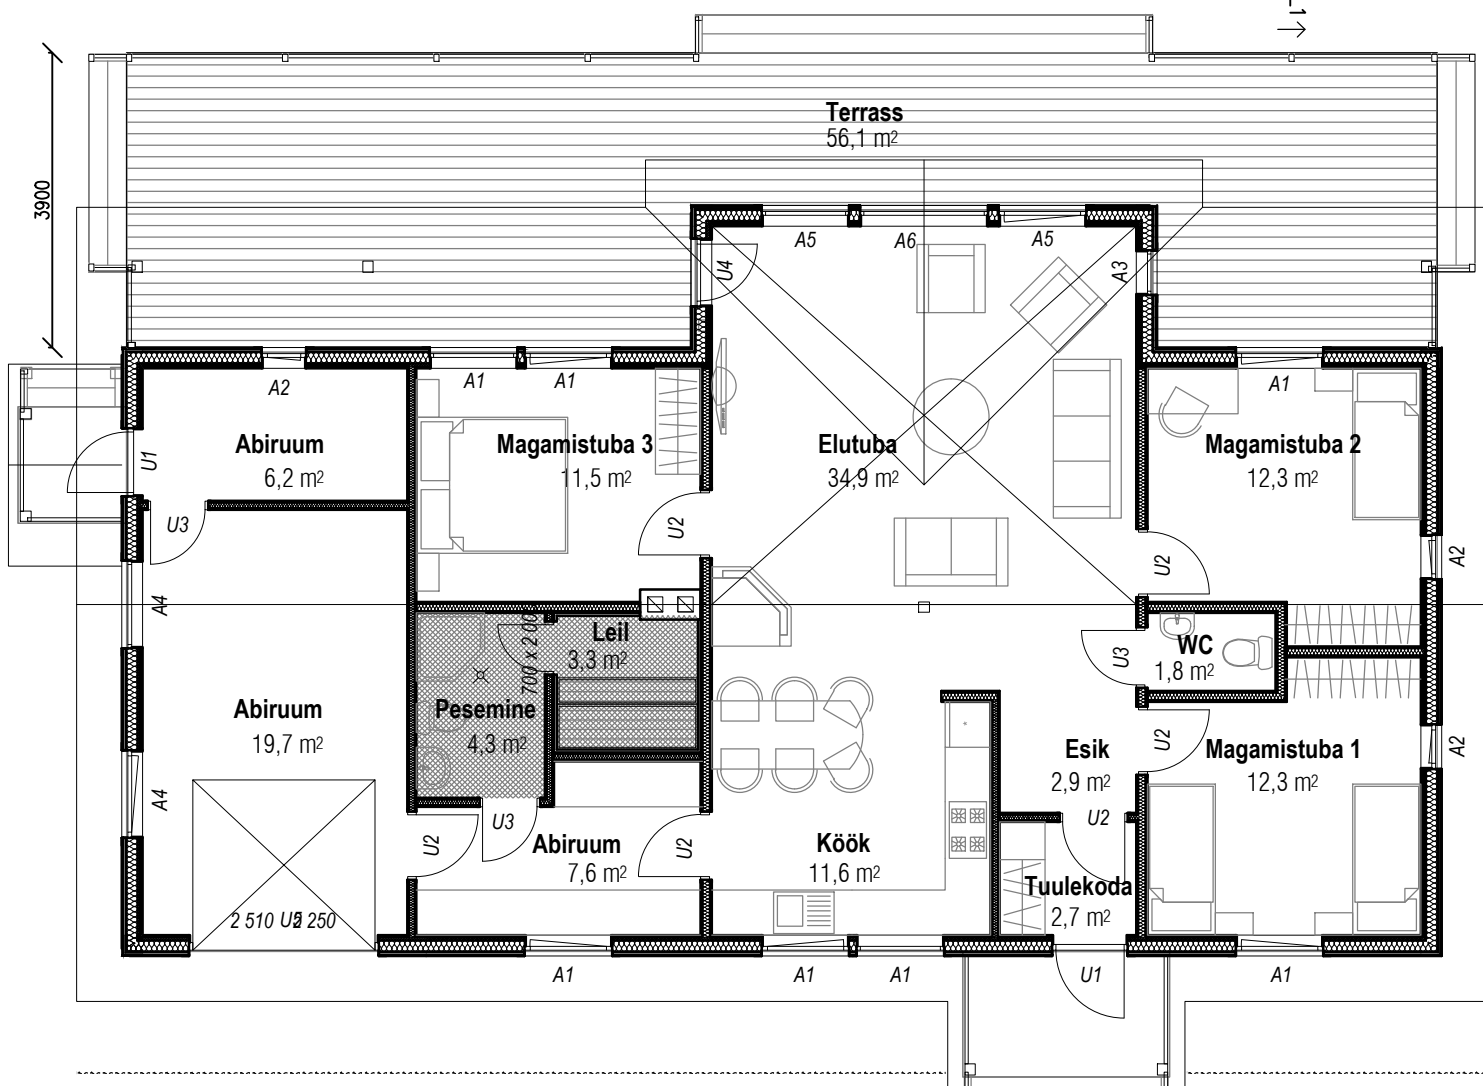 1
Terrass
56,1 m²
3900
A5
A6
A5
U4
A3
A2
A1
A1
A1
U1
Abiruum
6,2 m²
Magamistuba 3
11,5 m²
Elutuba
34,9 m²
Magamistuba 2
12,3 m²
U3
U2
U2
A2
A4
700 x 2 00
Leil
3,3 m²
U3
WC
1,8 m²
Abiruum
19,7 m²
Pesemine
4,3 m²
Esik
2,9 m²
U2
Magamistuba 1
12,3 m²
A2
A4
U2
U3
Abiruum
7,6 m²
U2
Köök
11,6 m²
U2
Tuulekoda
2,7 m²
2 510
2 250
A1
A1
A1
U1
A1